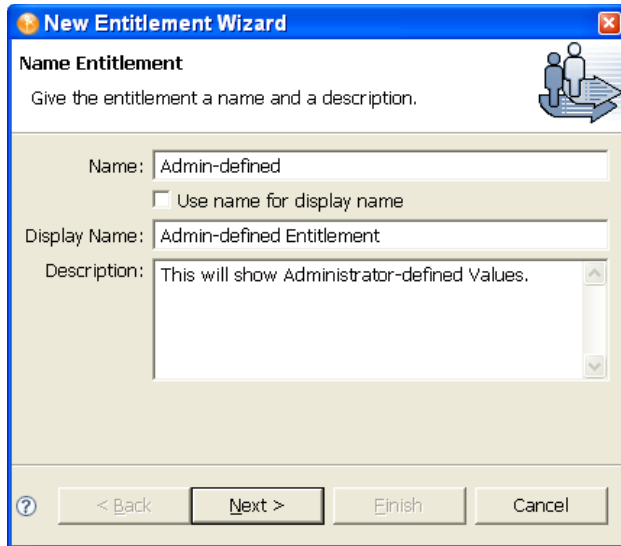 New Entitlement Wizard
Name Entitlement
Give the entitlement a name and a description.
Name: Admin-defined
Use name for display name
Display Name: Admin-defined Entitlement
Description: This will show Administrator-defined Values.
? < Back Next > Finish Cancel